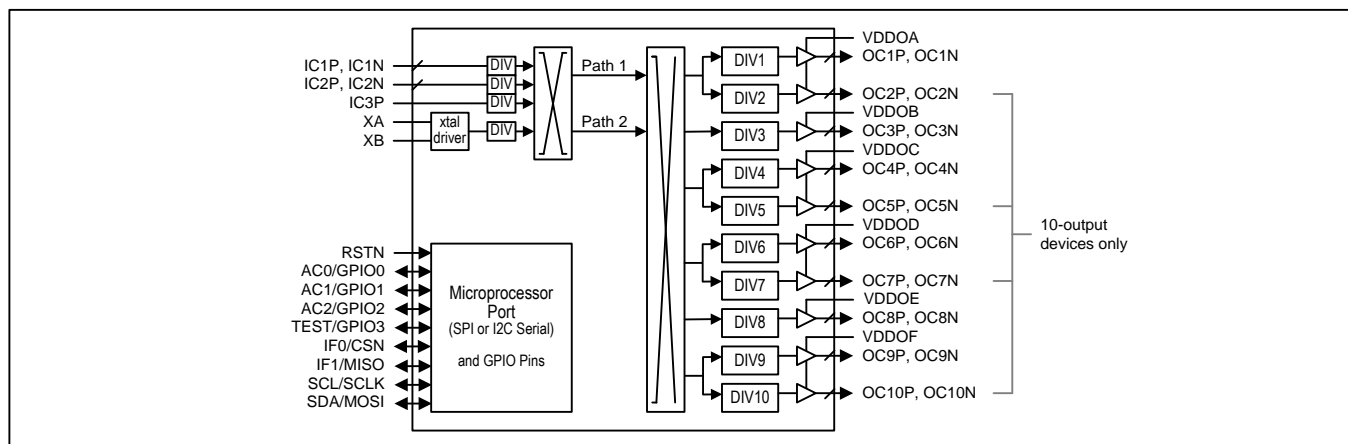 IC1P, IC1N
IC2P, IC2N
IC3P
XA
XB
xtal
driver
DIV
DIV
DIV
DIV
Path 1
Path 2
DIV1
DIV2
DIV3
DIV4
DIV5
DIV6
DIV7
DIV8
DIV9
DIV10
VDDOA
OC1P, OC1N
OC2P, OC2N
VDDOB
OC3P, OC3N
VDDOC
OC4P, OC4N
OC5P, OC5N
VDDOD
OC6P, OC6N
OC7P, OC7N
VDDOE
OC8P, OC8N
VDDOF
OC9P, OC9N
OC10P, OC10N
10-output
devices only
RSTN
AC0/GPIO0
AC1/GPIO1
AC2/GPIO2
TEST/GPIO3
IF0/CSN
IF1/MISO
SCL/SCLK
SDA/MOSI
Microprocessor
Port
(SPI or I2C Serial)
and GPIO Pins